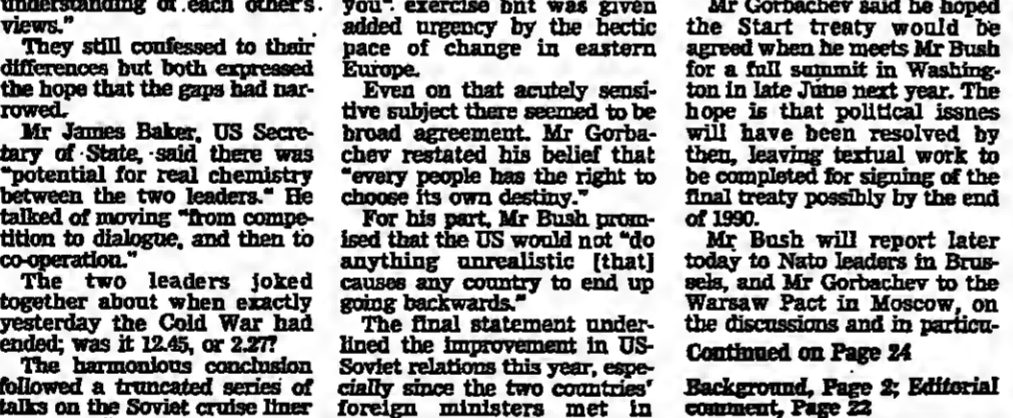 understanding of each other's
views."
They still confessed to their
differences but both expressed
the hope that the gaps had nar-
rowed.
Mr James Baker, US Secre-
tary of State, said there was
"potential for real chemistry
between the two leaders." He
talked of moving "from compe-
tition to dialogue, and then to
co-operation."
The two leaders joked
together about when exactly
yesterday the Cold War had
ended; was it 12.45, or 2.27?
The harmonious conclusion
followed a truncated series of
talks on the Soviet cruise liner
you" exercise but was given
added urgency by the hectic
pace of change in eastern
Europe.
Even on that acutely sensi-
tive subject there seemed to be
broad agreement. Mr Gorba-
chev restated his belief that
"every people has the right to
choose its own destiny."
For his part, Mr Bush prom-
ised that the US would not "do
anything unrealistic [that]
causes any country to end up
going backwards."
The final statement under-
lined the improvement in US-
Soviet relations this year, espe-
cially since the two countries'
foreign ministers met in
Mr Gorbachev said he hoped
the Start treaty would be
agreed when he meets Mr Bush
for a full summit in Washing-
ton in late June next year. The
hope is that political issues
will have been resolved by
then, leaving textual work to
be completed for signing of the
final treaty possibly by the end
of 1990.
Mr Bush will report later
today to Nato leaders in Brus-
sels, and Mr Gorbachev to the
Warsaw Pact in Moscow, on
the discussions and in particu-
Continued on Page 24
Background, Page 2; Editorial
comment, Page 22